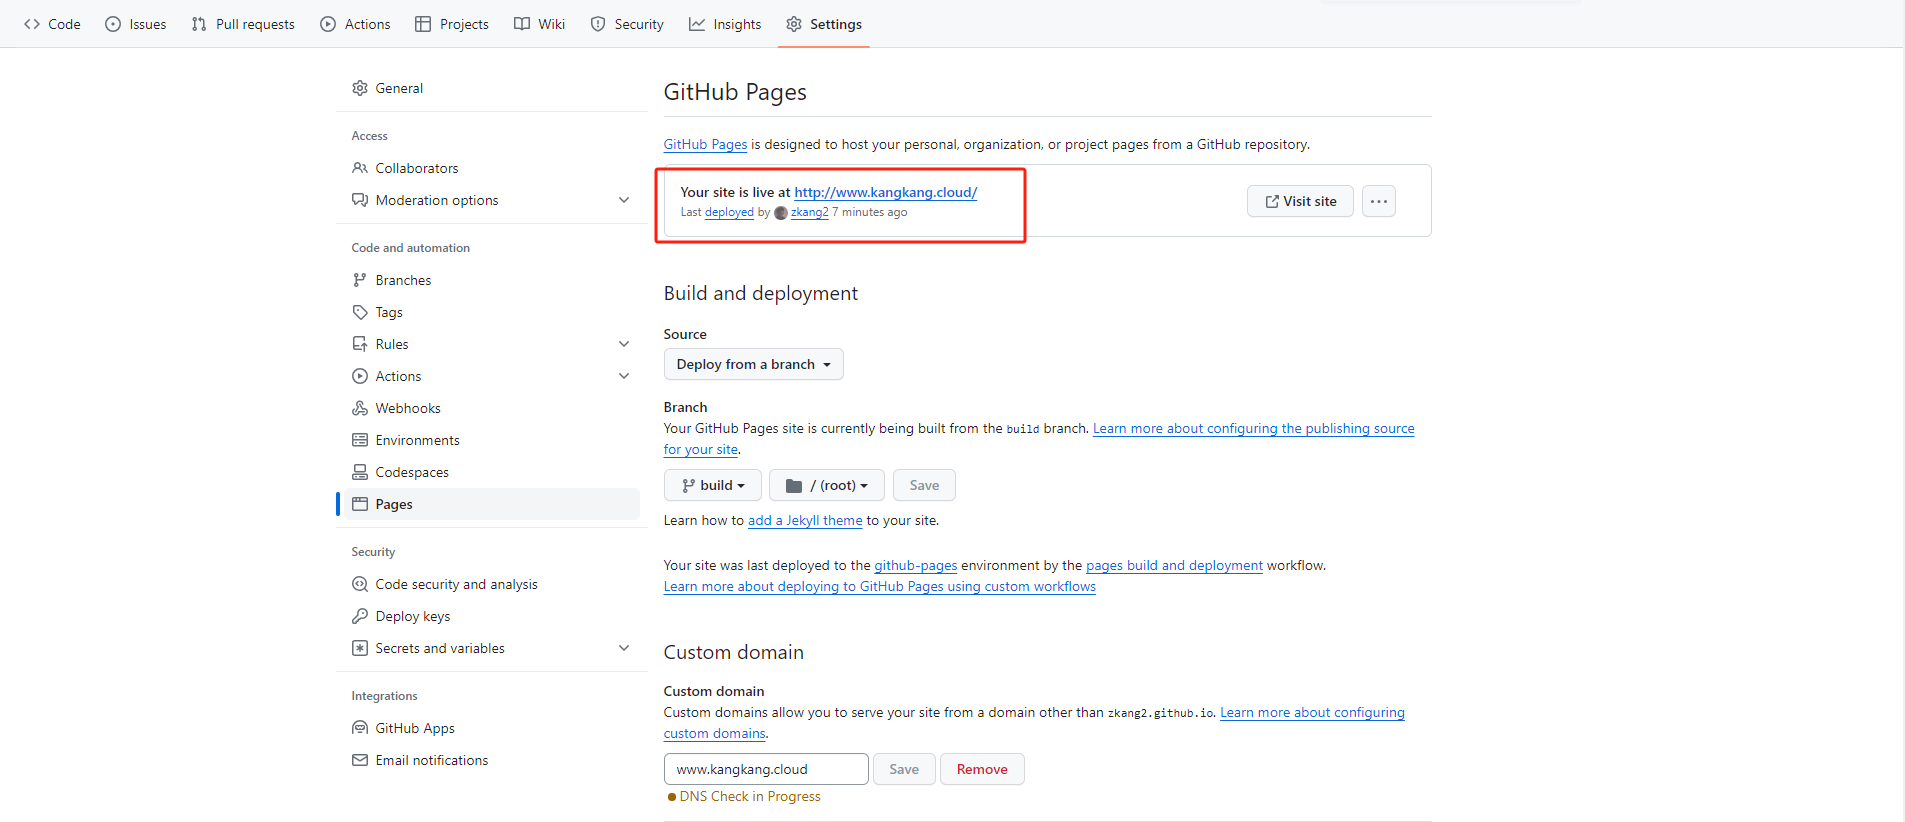 Code Issues Pull requests Actions Projects Wiki Security Insights Settings
General
Access
Collaborators
Moderation options
Code and automation
Branches
Tags
Rules
Actions
Webhooks
Environments
Codespaces
Pages
Security
Code security and analysis
Deploy keys
Secrets and variables
Integrations
GitHub Apps
Email notifications
GitHub Pages
GitHub Pages is designed to host your personal, organization, or project pages from a GitHub repository.
Your site is live at http://www.kangkang.cloud/
Last deployed by zkang2 7 minutes ago
Visit site
Build and deployment
Source
Deploy from a branch
Branch
Your GitHub Pages site is currently being built from the build branch. Learn more about configuring the publishing source
for your site.
build / (root) Save
Learn how to add a Jekyll theme to your site.
Your site was last deployed to the github-pages environment by the pages build and deployment workflow.
Learn more about deploying to GitHub Pages using custom workflows
Custom domain
Custom domain
Custom domains allow you to serve your site from a domain other than zkang2.github.io. Learn more about configuring
custom domains.
www.kangkang.cloud Save Remove
DNS Check in Progress